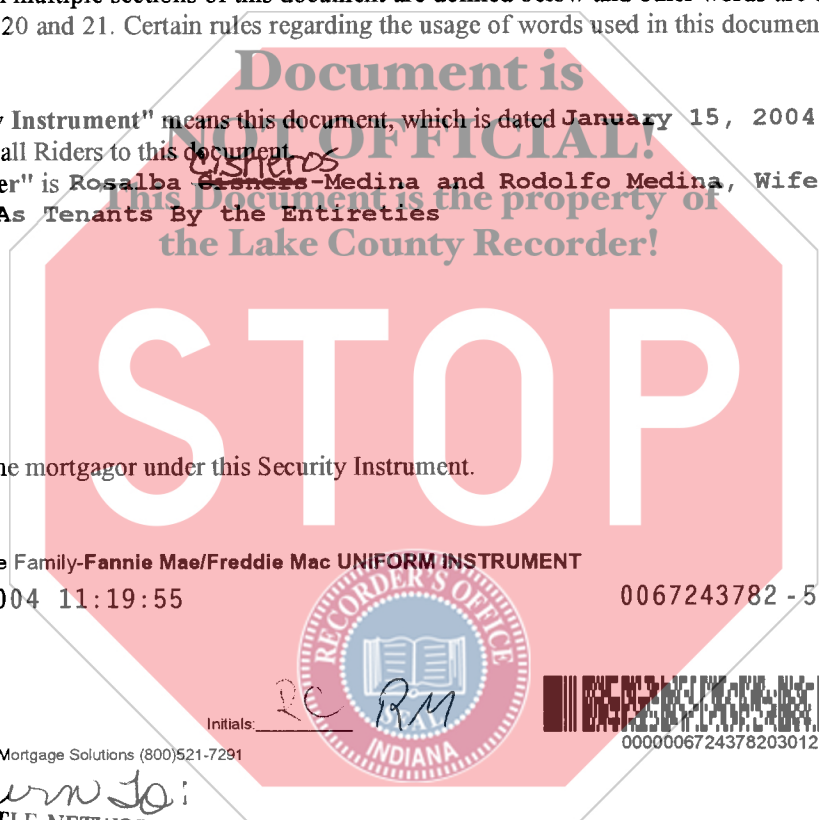 multiple sections of this document are defined below and other words are
20 and 21. Certain rules regarding the usage of words used in this documen
Document is
Instrument" means this document, which is dated January 15, 2004
NOT OFFICIAL!
all Riders to this document.
Cisneros
er" is Rosalba Cisners-Medina and Rodolfo Medina, Wife
This Document is the property of
As Tenants By the Entireties
the Lake County Recorder!
STOP
he mortgagor under this Security Instrument.
e Family-Fannie Mae/Freddie Mac UNIFORM INSTRUMENT
004 11:19:55 0067243782 - 5
RECORDER'S OFFICE
SEAL
INDIANA
Initials: RC RM
0000006724378203012
Mortgage Solutions (800)521-7291
urn To:
TLE NETWO